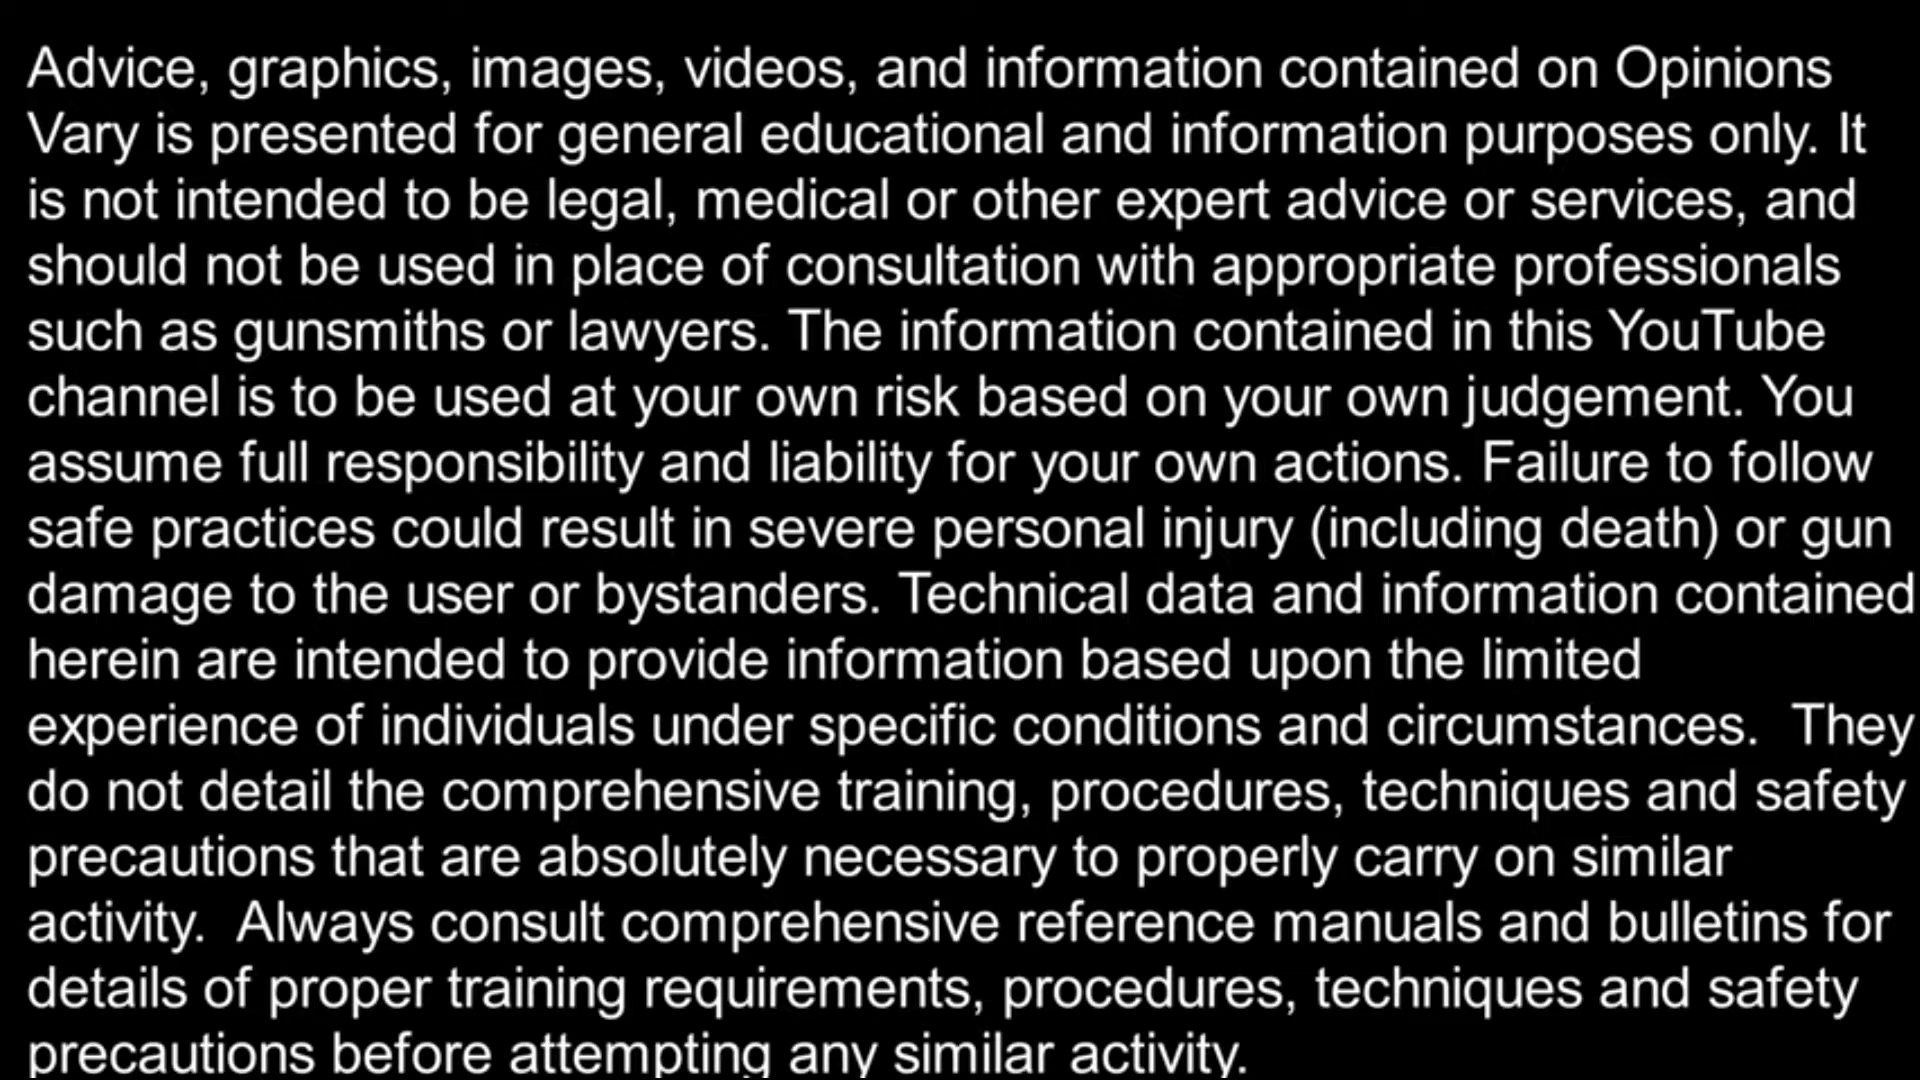 Advice, graphics, images, videos, and information contained on Opinions
Vary is presented for general educational and information purposes only. It
is not intended to be legal, medical or other expert advice or services, and
should not be used in place of consultation with appropriate professionals
such as gunsmiths or lawyers. The information contained in this YouTube
channel is to be used at your own risk based on your own judgement. You
assume full responsibility and liability for your own actions. Failure to follow
safe practices could result in severe personal injury (including death) or gun
damage to the user or bystanders. Technical data and information contained
herein are intended to provide information based upon the limited
experience of individuals under specific conditions and circumstances.  They
do not detail the comprehensive training, procedures, techniques and safety
precautions that are absolutely necessary to properly carry on similar
activity.  Always consult comprehensive reference manuals and bulletins for
details of proper training requirements, procedures, techniques and safety
precautions before attempting any similar activity.